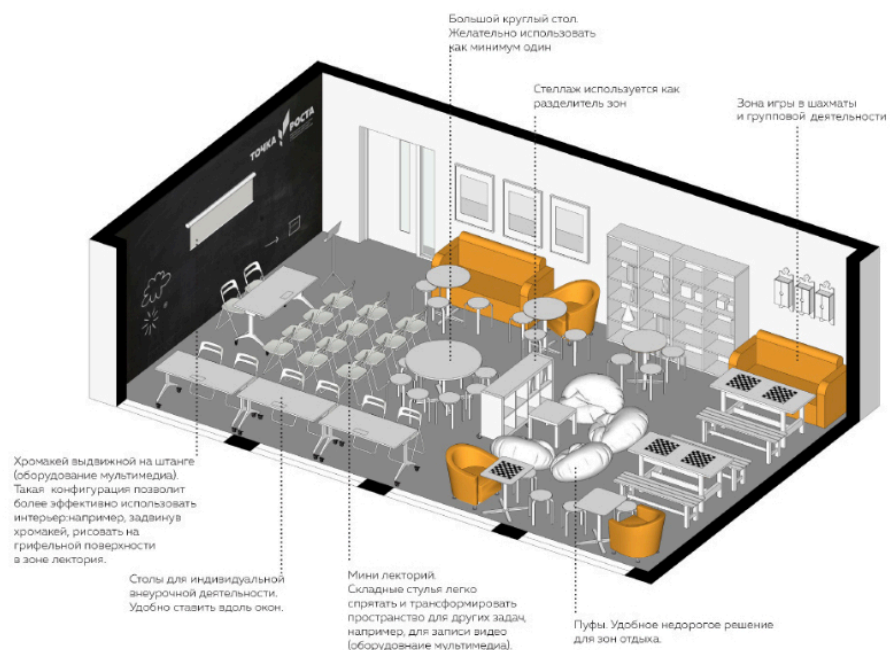 Большой круглый стол.
Желательно использовать
как минимум один
Стеллаж используется как
разделитель зон
Зона игры в шахматы
и групповой деятельности
ТОЧКА РОСТА
Хромакей выдвижной на штанге
(оборудование мультимедиа).
Такая конфигурация позволит
более эффективно использовать
интерьер:например, задвинув
хромакей, рисовать на
грифельной поверхности
в зоне лектория.
Столы для индивидуальной
внеурочной деятельности.
Удобно ставить вдоль окон.
Мини лекторий.
Складные стулья легко
спрятать и трансформировать
пространство для других задач,
например, для записи видео
(оборудовнаие мультимедиа).
Пуфы. Удобное недорогое решение
для зон отдыха.